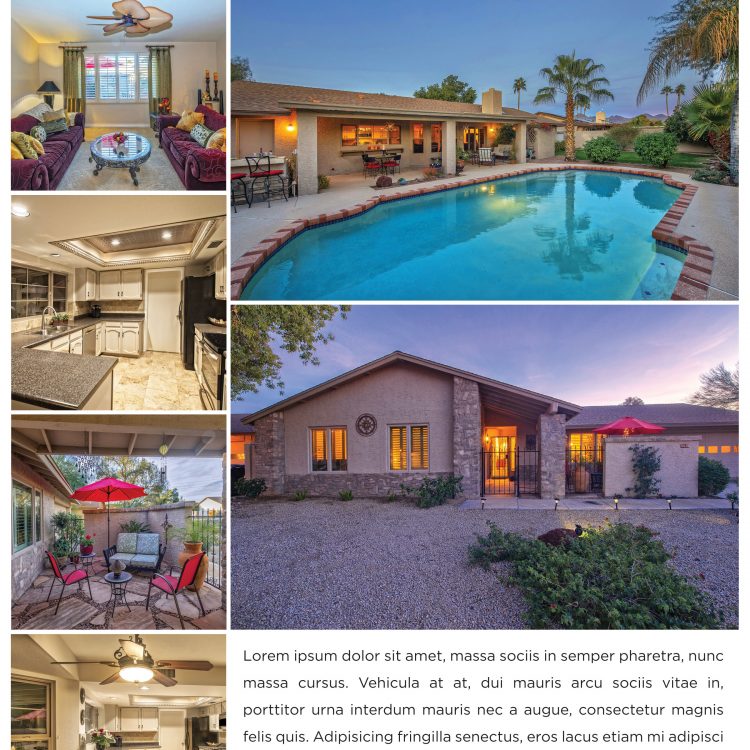 Lorem ipsum dolor sit amet, massa sociis in semper pharetra, nunc
massa cursus. Vehicula at at, dui mauris arcu sociis vitae in,
porttitor urna interdum mauris nec a augue, consectetur magnis
felis quis. Adipisicing fringilla senectus, eros lacus etiam mi adipisci